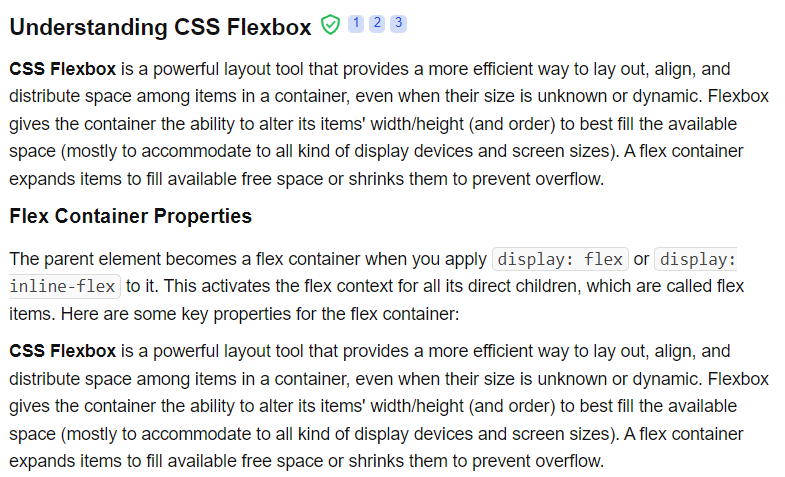 Understanding CSS Flexbox 1 2 3
CSS Flexbox is a powerful layout tool that provides a more efficient way to lay out, align, and
distribute space among items in a container, even when their size is unknown or dynamic. Flexbox
gives the container the ability to alter its items' width/height (and order) to best fill the available
space (mostly to accommodate to all kind of display devices and screen sizes). A flex container
expands items to fill available free space or shrinks them to prevent overflow.
Flex Container Properties
The parent element becomes a flex container when you apply display: flex or display:
inline-flex to it. This activates the flex context for all its direct children, which are called flex
items. Here are some key properties for the flex container:
CSS Flexbox is a powerful layout tool that provides a more efficient way to lay out, align, and
distribute space among items in a container, even when their size is unknown or dynamic. Flexbox
gives the container the ability to alter its items' width/height (and order) to best fill the available
space (mostly to accommodate to all kind of display devices and screen sizes). A flex container
expands items to fill available free space or shrinks them to prevent overflow.